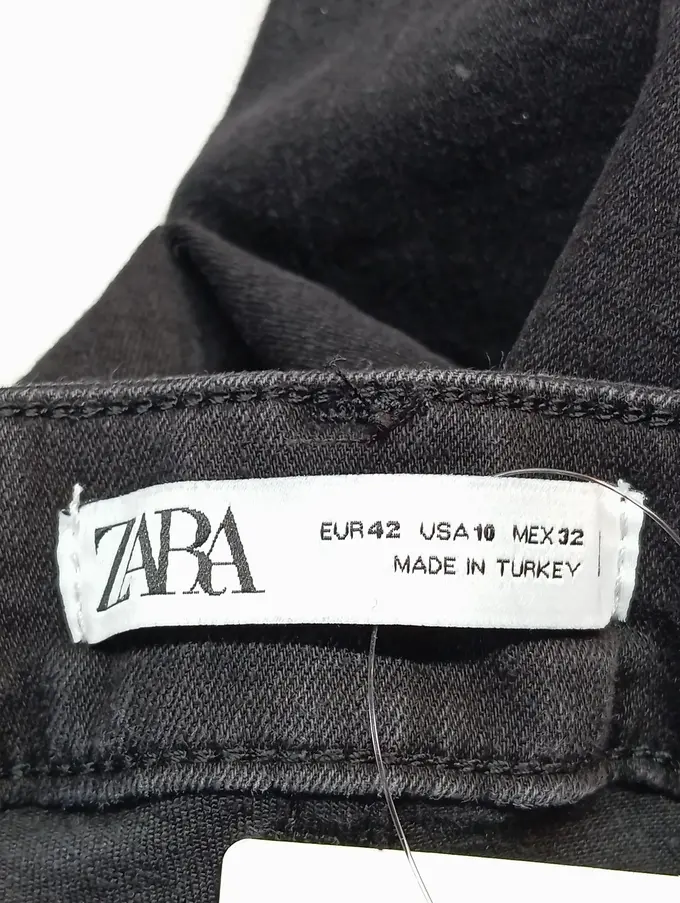 ZARA
EUR 42 USA 10 MEX 32
MADE IN TURKEY